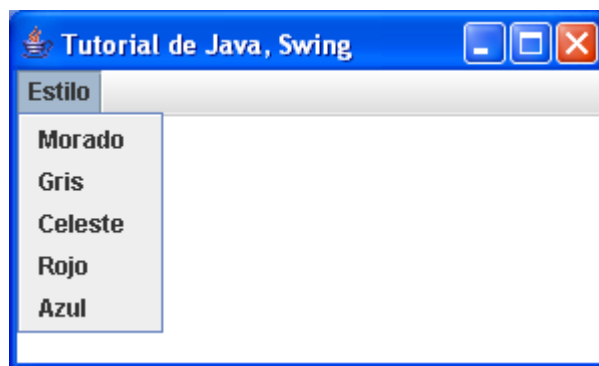 Tutorial de Java, Swing
Estilo
Morado
Gris
Celeste
Rojo
Azul